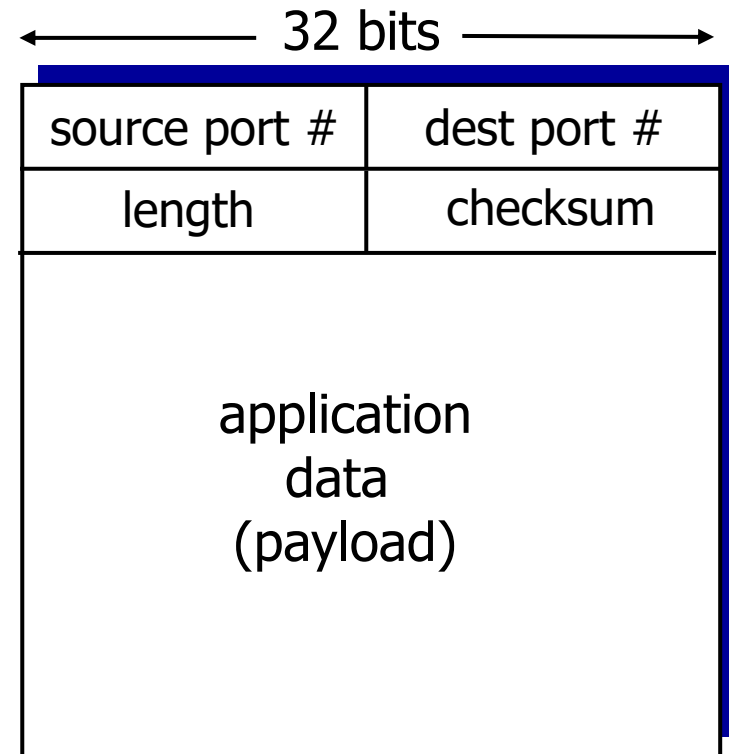 32 bits
source port # dest port #
length checksum
application
data
(payload)